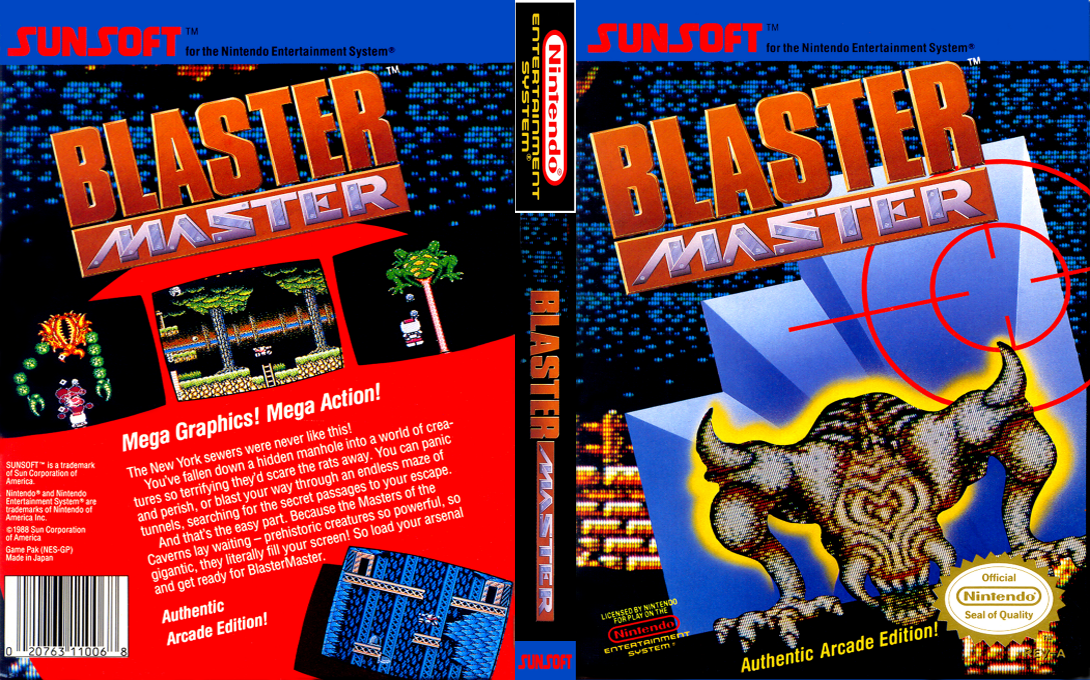 SUNSOFT™
for the Nintendo Entertainment System®
BLASTER™
MASTER
Mega Graphics! Mega Action!
The New York sewers were never like this!
You've fallen down a hidden manhole into a world of crea-
tures so terrifying they'd scare the rats away. You can panic
and perish, or blast your way through an endless maze of
tunnels, searching for the secret passages to your escape.
And that's the easy part. Because the Masters of the
Caverns lay waiting – prehistoric creatures so powerful, so
gigantic, they literally fill your screen! So load your arsenal
and get ready for BlasterMaster.
Authentic
Arcade Edition!
SUNSOFT™ is a trademark
of Sun Corporation of
America.
Nintendo® and Nintendo
Entertainment System® are
trademarks of Nintendo of
America Inc.
©1988 Sun Corporation
of America
Game Pak (NES-GP)
Made in Japan
0 20763 11006 8
Nintendo®
ENTERTAINMENT
SYSTEM®
BLASTER
MASTER
SUNSOFT
SUNSOFT™
for the Nintendo Entertainment System®
BLASTER™
MASTER
LICENSED BY NINTENDO
FOR PLAY ON THE
Nintendo
ENTERTAINMENT
SYSTEM®
Authentic Arcade Edition!
Official
Nintendo
Seal of Quality
REV-A